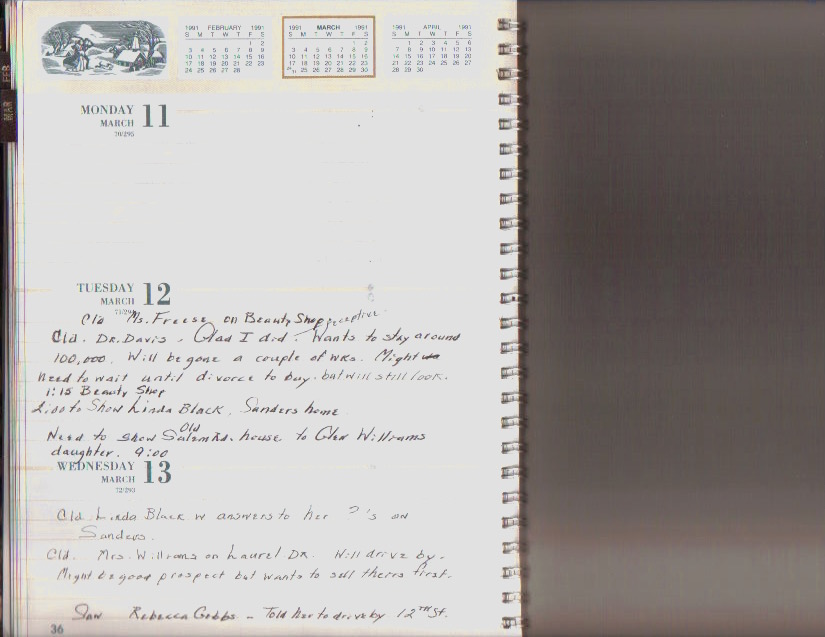 FEB
MAR
1991 FEBRUARY 1991
S M T W T F S
1 2
3 4 5 6 7 8 9
10 11 12 13 14 15 16
17 18 19 20 21 22 23
24 25 26 27 28
1991 MARCH 1991
S M T W T F S
1 2
3 4 5 6 7 8 9
10 11 12 13 14 15 16
17 18 19 20 21 22 23
24/31 25 26 27 28 29 30
1991 APRIL 1991
S M T W T F S
1 2 3 4 5 6
7 8 9 10 11 12 13
14 15 16 17 18 19 20
21 22 23 24 25 26 27
28 29 30
MONDAY 11
MARCH
70/295
TUESDAY 12
MARCH
71/294
Cld Ms. Freese on Beauty Shop receptive
Cld. Dr. Davis - Glad I did. Wants to stay around
100,000. Will be gone a couple of wks. Might
need to wait until divorce to buy. but will still look.
1:15 Beauty Shop
2:00 to Show Linda Black. Sanders home
Need to show Old Salem Rd. house to Glen Williams
daughter. 9:00
WEDNESDAY 13
MARCH
72/293
Cld Linda Black w answers to her ?'s on
Sanders.
Cld. Mrs. Williams on Laurel Dr. Will drive by.
Might be good prospect but wants to sell theirs first.
Saw Rebecca Gobbs - Told her to drive by 12TH St.
36